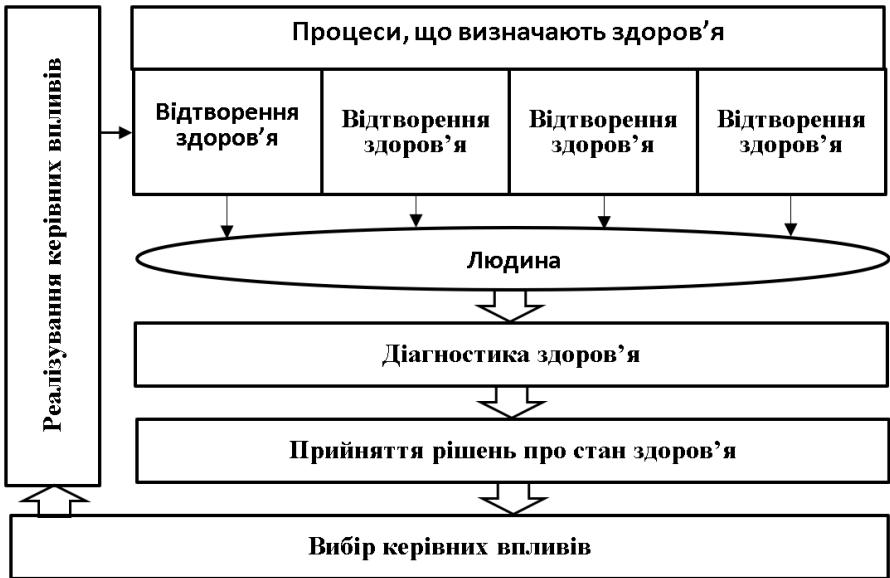 Реалізування керівних впливів
Процеси, що визначають здоров’я
Відтворення
здоров’я
Відтворення
здоров’я
Відтворення
здоров’я
Відтворення
здоров’я
Людина
Діагностика здоров’я
Прийняття рішень про стан здоров’я
Вибір керівних впливів